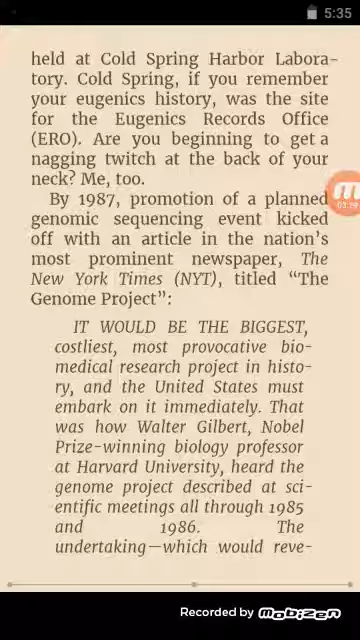 5:35
held at Cold Spring Harbor Labora-
tory. Cold Spring, if you remember
your eugenics history, was the site
for the Eugenics Records Office
(ERO). Are you beginning to get a
nagging twitch at the back of your
neck? Me, too.
By 1987, promotion of a planned
genomic sequencing event kicked
off with an article in the nation's
most prominent newspaper, The
New York Times (NYT), titled “The
Genome Project”:
IT WOULD BE THE BIGGEST,
costliest, most provocative bio-
medical research project in histo-
ry, and the United States must
embark on it immediately. That
was how Walter Gilbert, Nobel
Prize-winning biology professor
at Harvard University, heard the
genome project described at sci-
entific meetings all through 1985
and 1986. The
undertaking—which would reve-
Recorded by mobizen